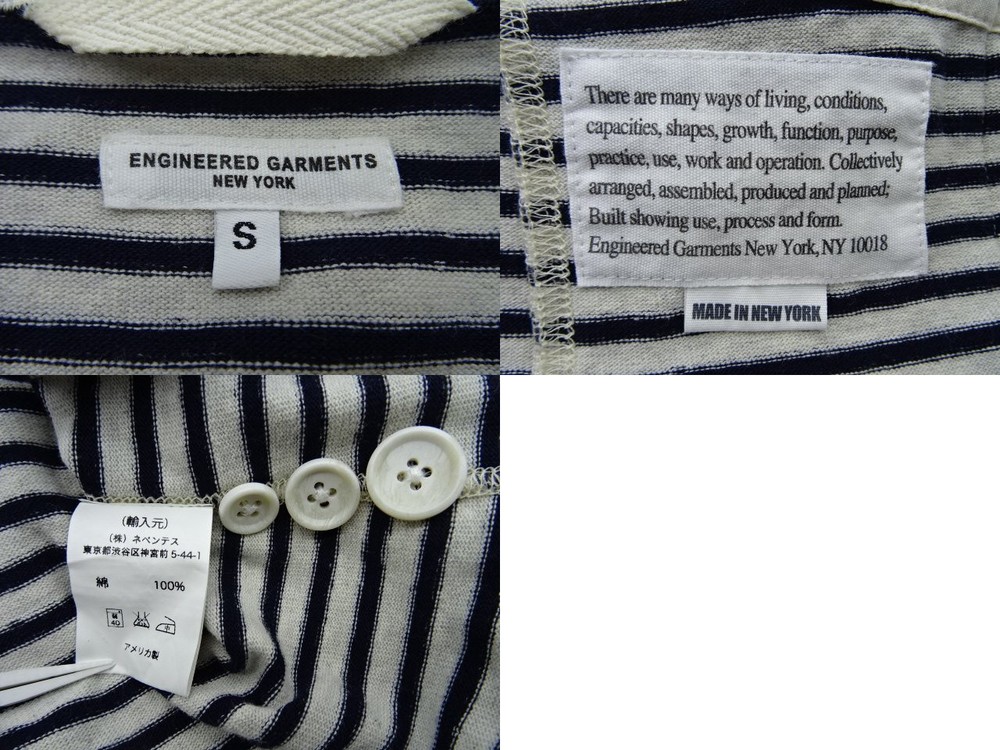 ENGINEERED GARMENTS
NEW YORK
S
There are many ways of living, conditions,
capacities, shapes, growth, function, purpose,
practice, use, work and operation. Collectively
arranged, assembled, produced and planned;
Built showing use, process and form.
Engineered Garments New York, NY 10018
MADE IN NEW YORK
(輸入元)
(株) ネペンテス
東京都渋谷区神宮前 5-44-1
綿 100%
40
中
アメリカ製